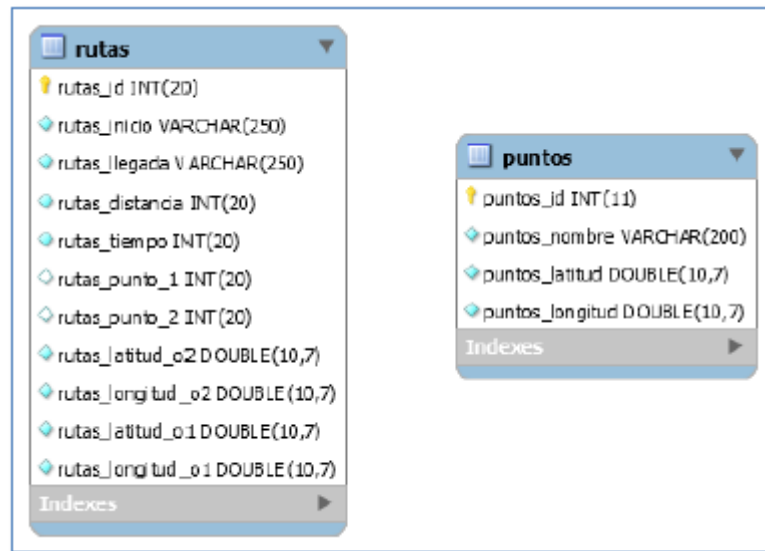 rutas
rutas_id INT(20)
rutas_inicio VARCHAR(250)
rutas_llegada VARCHAR(250)
rutas_distancia INT(20)
rutas_tiempo INT(20)
rutas_punto_1 INT(20)
rutas_punto_2 INT(20)
rutas_latitud_o2 DOUBLE(10,7)
rutas_longitud_o2 DOUBLE(10,7)
rutas_latitud_o1 DOUBLE(10,7)
rutas_longitud_o1 DOUBLE(10,7)
Indexes
puntos
puntos_id INT(11)
puntos_nombre VARCHAR(200)
puntos_latitud DOUBLE(10,7)
puntos_longitud DOUBLE(10,7)
Indexes